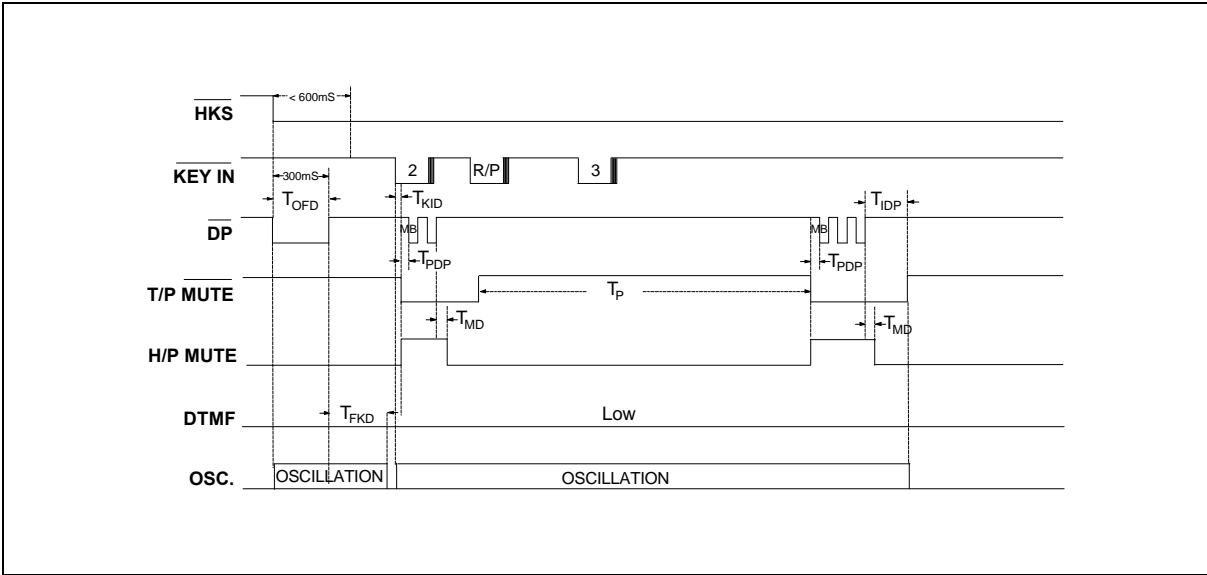 < 600mS
HKS
KEY IN
2
R/P
3
300mS
TOFD
TKID
TIDP
DP
MB
MB
TPDP
TPDP
T/P MUTE
TP
TMD
TMD
H/P MUTE
TFKD
Low
DTMF
OSC.
OSCILLATION
OSCILLATION